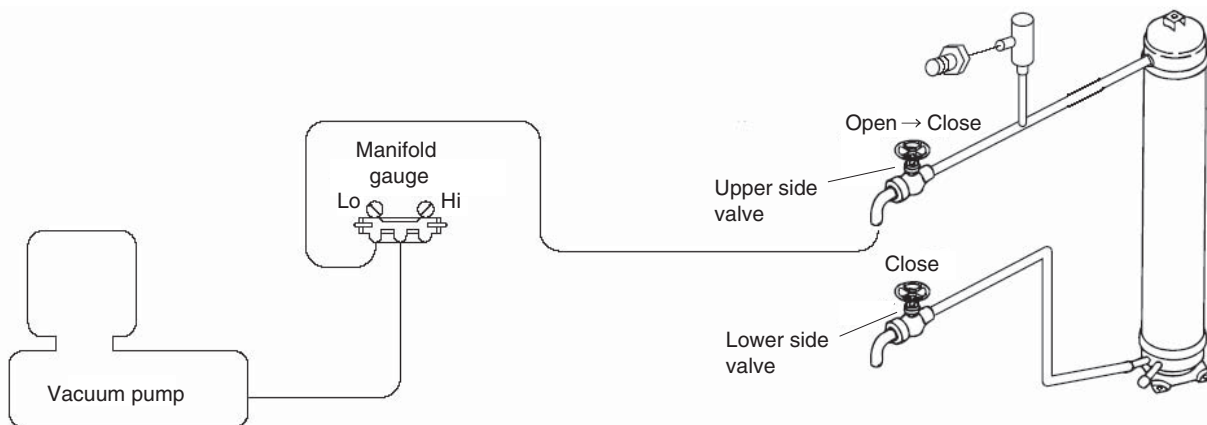 Open → Close
Manifold
gauge
Lo
Hi
Upper side
valve
Close
Lower side
valve
Vacuum pump